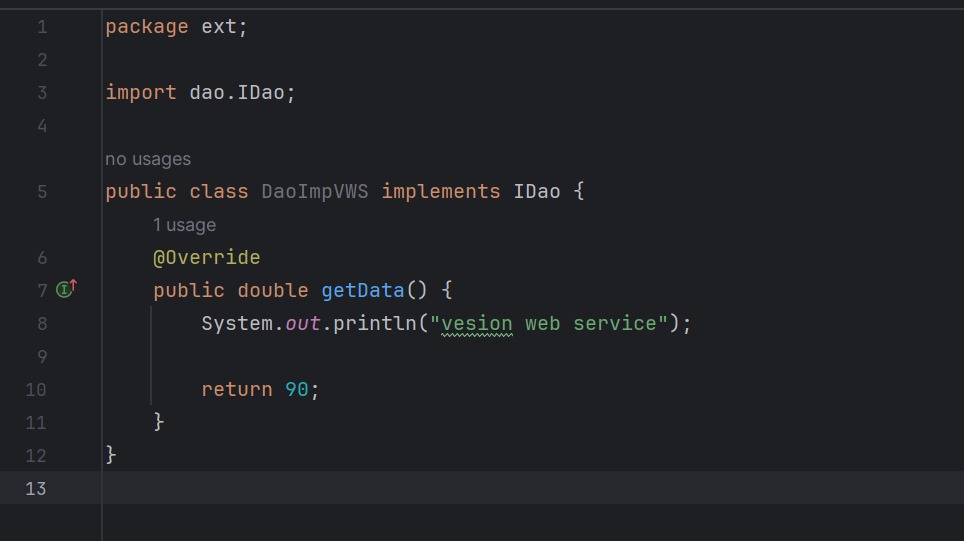 1 package ext;
2
3 import dao.IDao;
4
no usages
5 public class DaoImpVWS implements IDao {
1 usage
6 @Override
7 public double getData() {
8 System.out.println("vesion web service");
9
10 return 90;
11 }
12 }
13